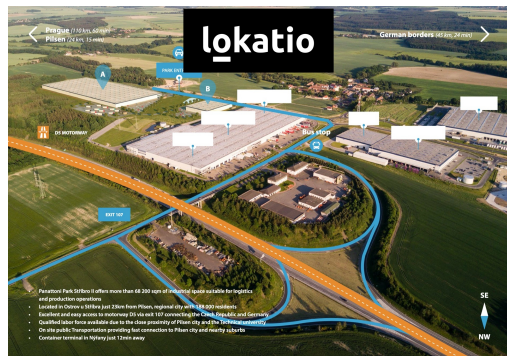 Prague (110 km, 60 min)
Pilsen (24 km, 15 min)
lokatio
German borders (45 km, 24 min)
A
B
D5 MOTORWAY
Bus stop
EXIT 107
Panattoni Park Stříbro II offers more than 68 200 sqm of industrial space suitable for logistics
and production operations
Located in Ostrov u Stříbra just 23km from Pilsen, regional city with 188 000 residents
Excellent and easy access to motorway D5 via exit 107 connecting the Czech Republic and Germany
Qualified labor force available due to the close proximity of Pilsen city and the Technical university
On site public Transportation providing fast connection to Pilsen city and nearby suburbs
Container terminal in Nýřany just 12min away
SE
NW